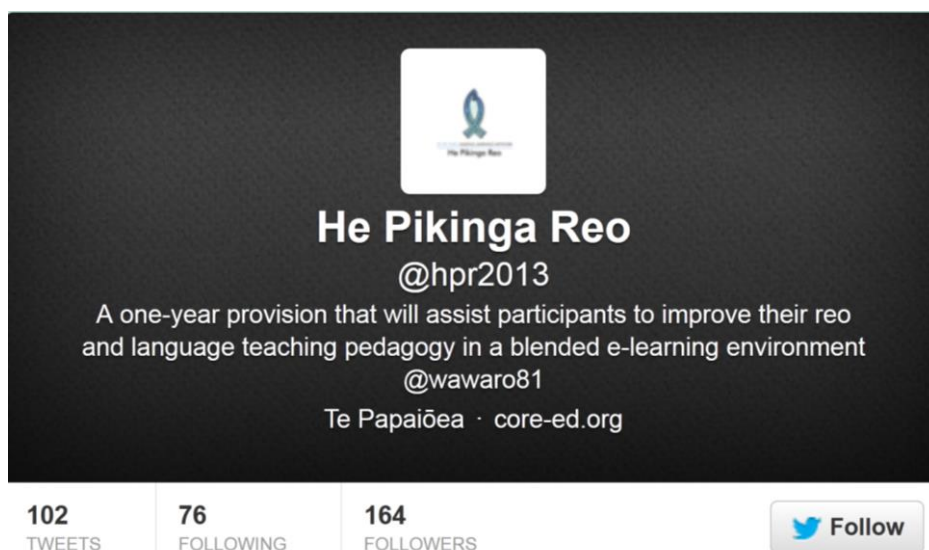 He Pikinga Reo
He Pikinga Reo
@hpr2013
A one-year provision that will assist participants to improve their reo
and language teaching pedagogy in a blended e-learning environment
@wawaro81
Te Papaiōea · core-ed.org
102 76 164
TWEETS FOLLOWING FOLLOWERS
Follow